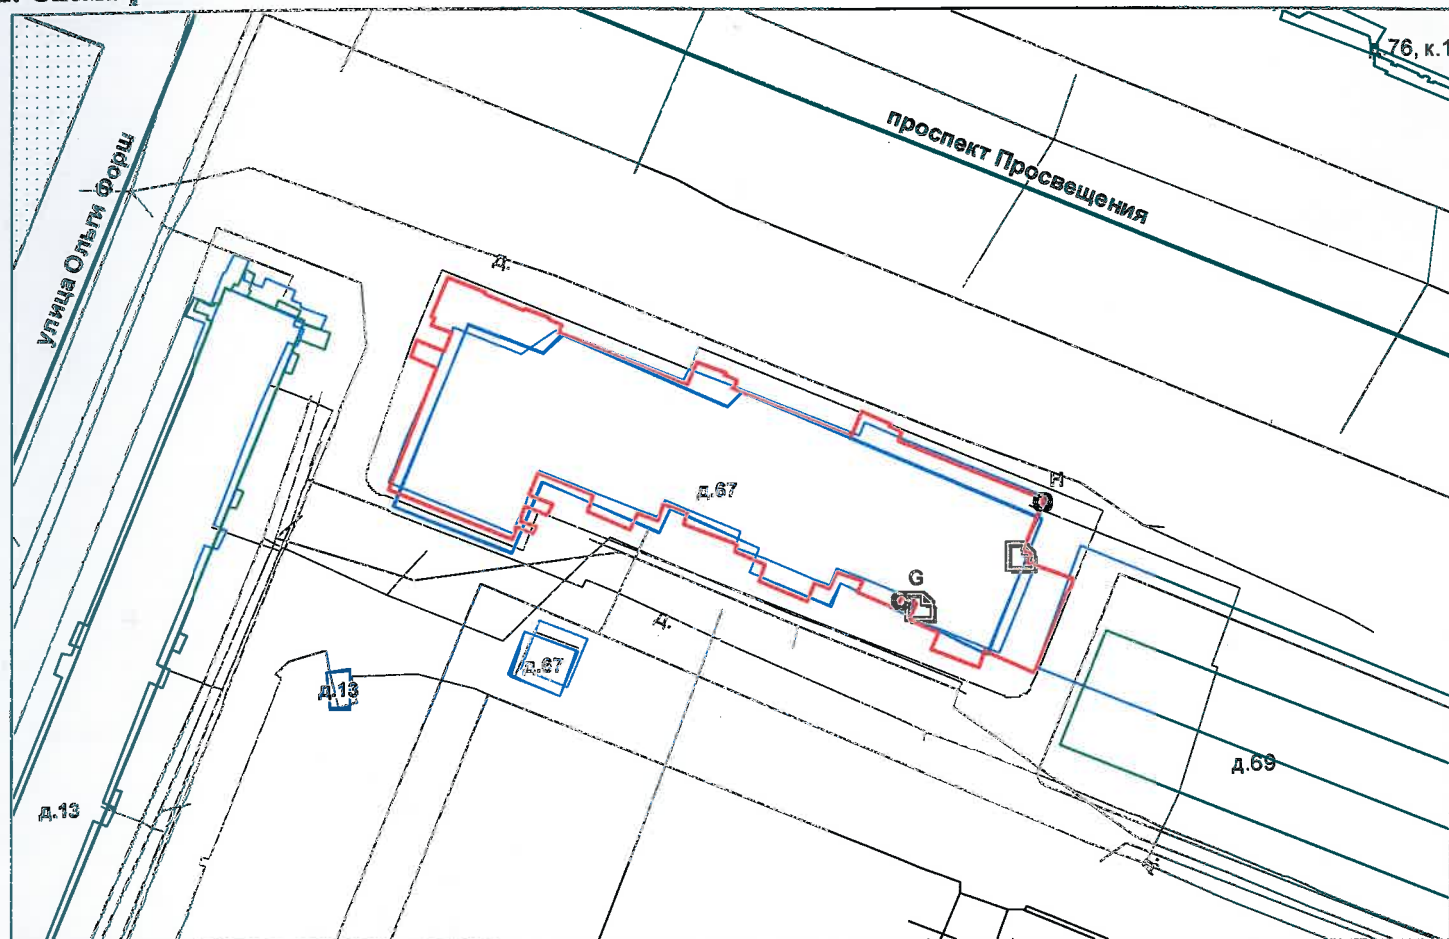 76, к.1
проспект Просвещения
улица Ольги Форш
д.
д.67
G
д.
д.67
д.13
д.69
д.13